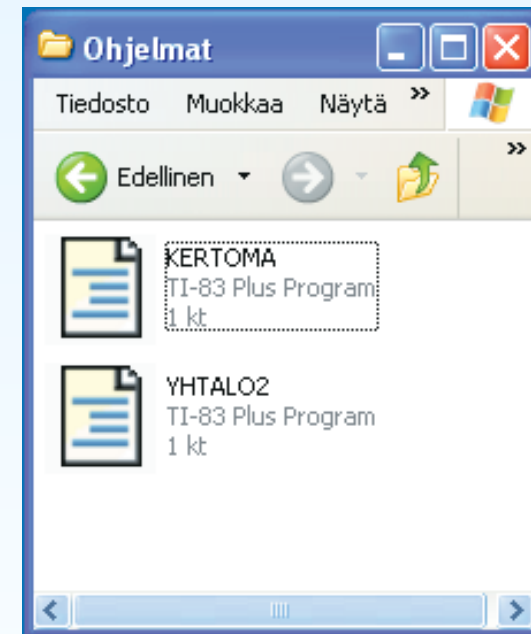 Ohjelmat
Tiedosto Muokkaa Näytä »
Edellinen »
KERTOMA
TI-83 Plus Program
1 kt
YHTALO2
TI-83 Plus Program
1 kt